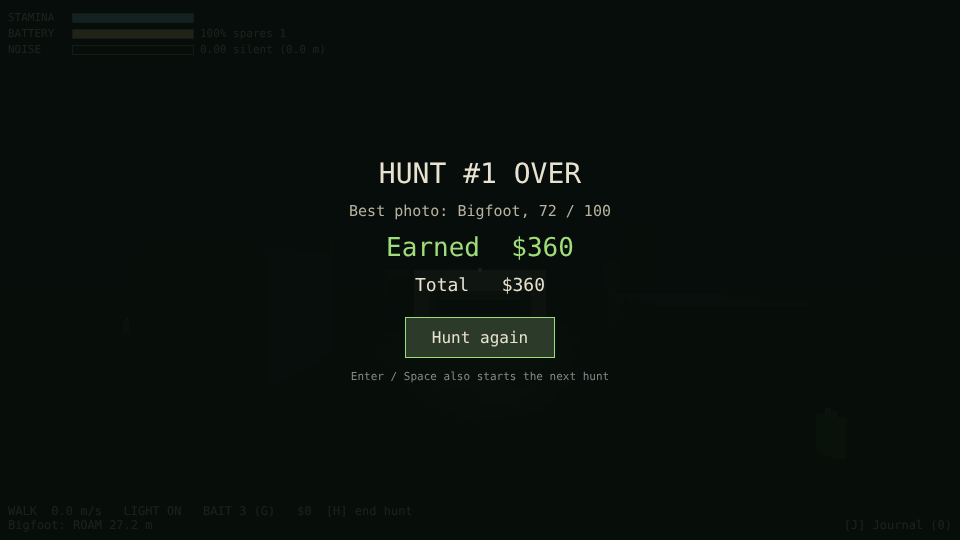 STAMINA
BATTERY 100% spares 1
NOISE 0.00 silent (0.0 m)
HUNT #1 OVER
Best photo: Bigfoot, 72 / 100
Earned $360
Total $360
Hunt again
Enter / Space also starts the next hunt
WALK 0.0 m/s LIGHT ON BAIT 3 (G) $0 [H] end hunt
Bigfoot: ROAM 27.2 m
[J] Journal (0)